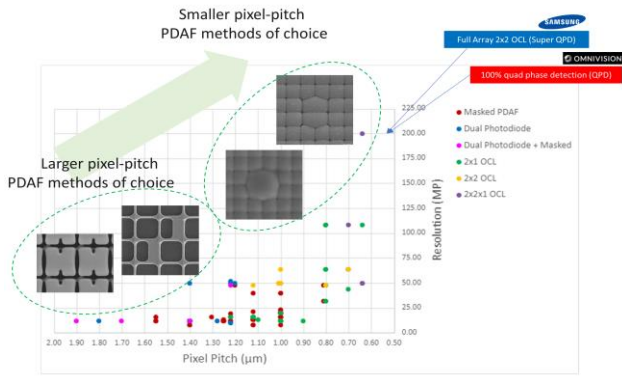 Smaller pixel-pitch
PDAF methods of choice
SAMSUNG
Full Array 2x2 OCL (Super QPD)
OMNIVISION
100% quad phase detection (QPD)
Larger pixel-pitch
PDAF methods of choice
225.00
200.00
175.00
150.00
125.00
100.00
75.00
50.00
25.00
0.00
Resolution (MP)
Masked PDAF
Dual Photodiode
Dual Photodiode + Masked
2x1 OCL
2x2 OCL
2x2x1 OCL
2.00 1.90 1.80 1.70 1.60 1.50 1.40 1.30 1.20 1.10 1.00 0.90 0.80 0.70 0.60 0.50
Pixel Pitch (µm)